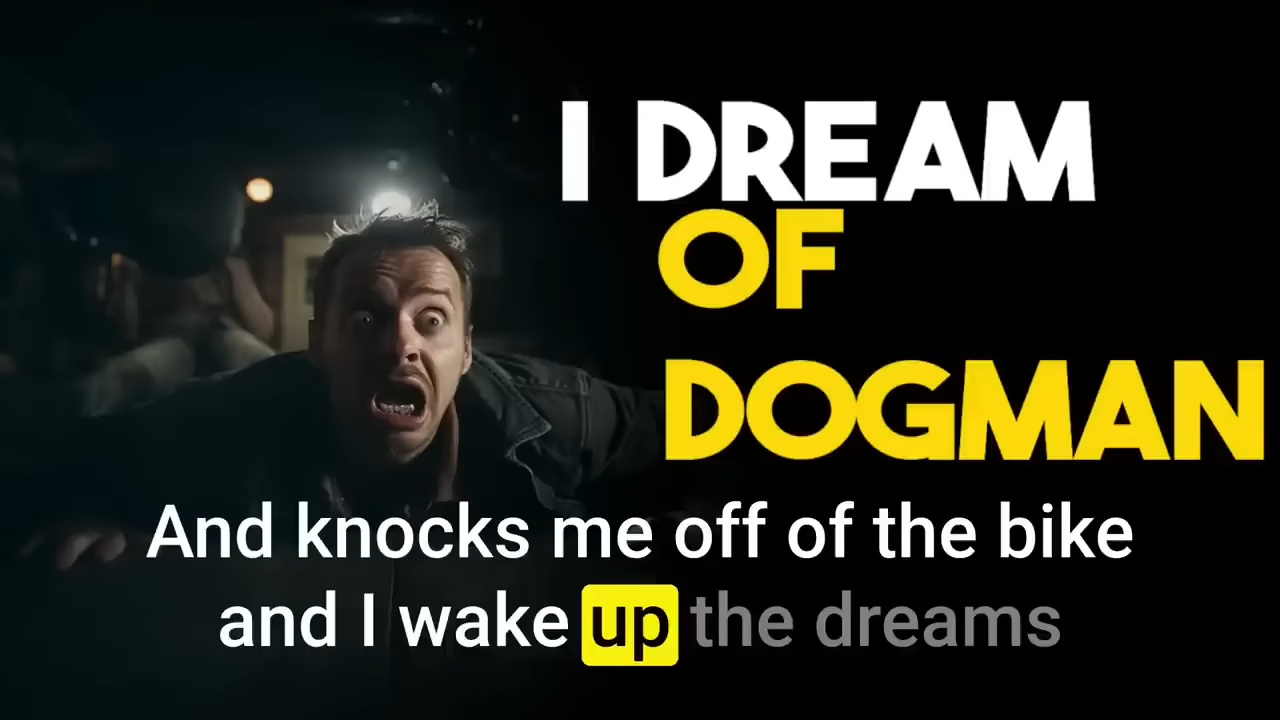 I DREAM
OF
DOGMAN
And knocks me off of the bike
and I wake up the dreams